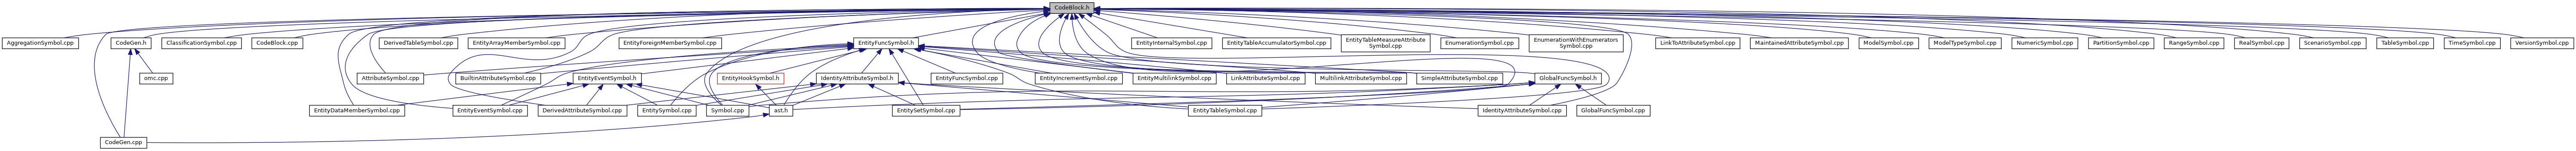 CodeBlock.h
AggregationSymbol.cpp
CodeGen.h
ClassificationSymbol.cpp
CodeBlock.cpp
DerivedTableSymbol.cpp
EntityArrayMemberSymbol.cpp
EntityForeignMemberSymbol.cpp
EntityFuncSymbol.h
EntityInternalSymbol.cpp
EntityTableAccumulatorSymbol.cpp
EntityTableMeasureAttribute
Symbol.cpp
EnumerationSymbol.cpp
EnumerationWithEnumerators
Symbol.cpp
LinkToAttributeSymbol.cpp
MaintainedAttributeSymbol.cpp
ModelSymbol.cpp
ModelTypeSymbol.cpp
NumericSymbol.cpp
PartitionSymbol.cpp
RangeSymbol.cpp
RealSymbol.cpp
ScenarioSymbol.cpp
TableSymbol.cpp
TimeSymbol.cpp
VersionSymbol.cpp
omc.cpp
AttributeSymbol.cpp
BuiltinAttributeSymbol.cpp
EntityEventSymbol.h
EntityHookSymbol.h
IdentityAttributeSymbol.h
EntityFuncSymbol.cpp
EntityIncrementSymbol.cpp
EntityMultilinkSymbol.cpp
LinkAttributeSymbol.cpp
MultilinkAttributeSymbol.cpp
SimpleAttributeSymbol.cpp
GlobalFuncSymbol.h
EntityDataMemberSymbol.cpp
EntityEventSymbol.cpp
DerivedAttributeSymbol.cpp
EntitySymbol.cpp
Symbol.cpp
ast.h
EntitySetSymbol.cpp
EntityTableSymbol.cpp
IdentityAttributeSymbol.cpp
GlobalFuncSymbol.cpp
CodeGen.cpp